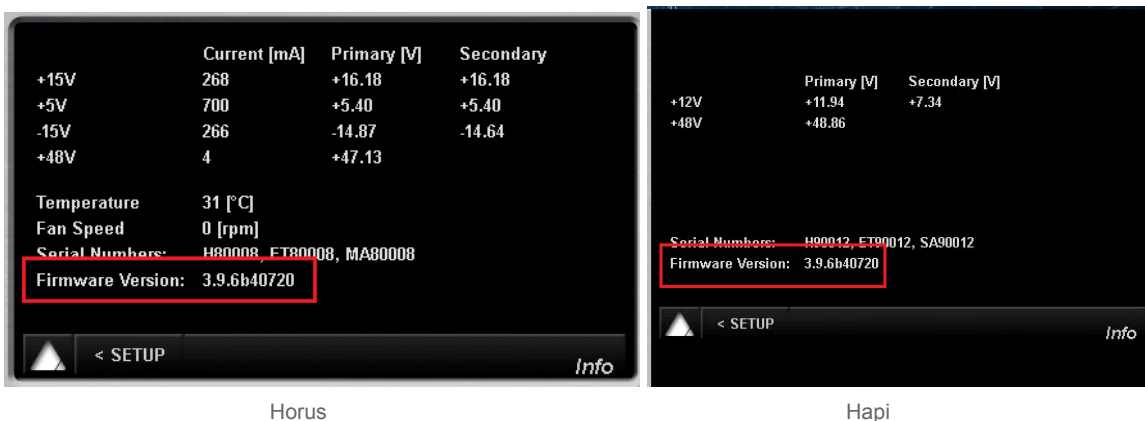 Current [mA] Primary [V] Secondary
+15V 268 +16.18 +16.18
+5V 700 +5.40 +5.40
-15V 266 -14.87 -14.64
+48V 4 +47.13
Temperature 31 [°C]
Fan Speed 0 [rpm]
Serial Numbers: H80008, ET80008, MA80008
Firmware Version: 3.9.6b40720
< SETUP
Info
Horus
Primary [V] Secondary [V]
+12V +11.94 +7.34
+48V +48.86
Serial Numbers: H90012, ET90012, SA90012
Firmware Version: 3.9.6b40720
< SETUP
Info
Hapi